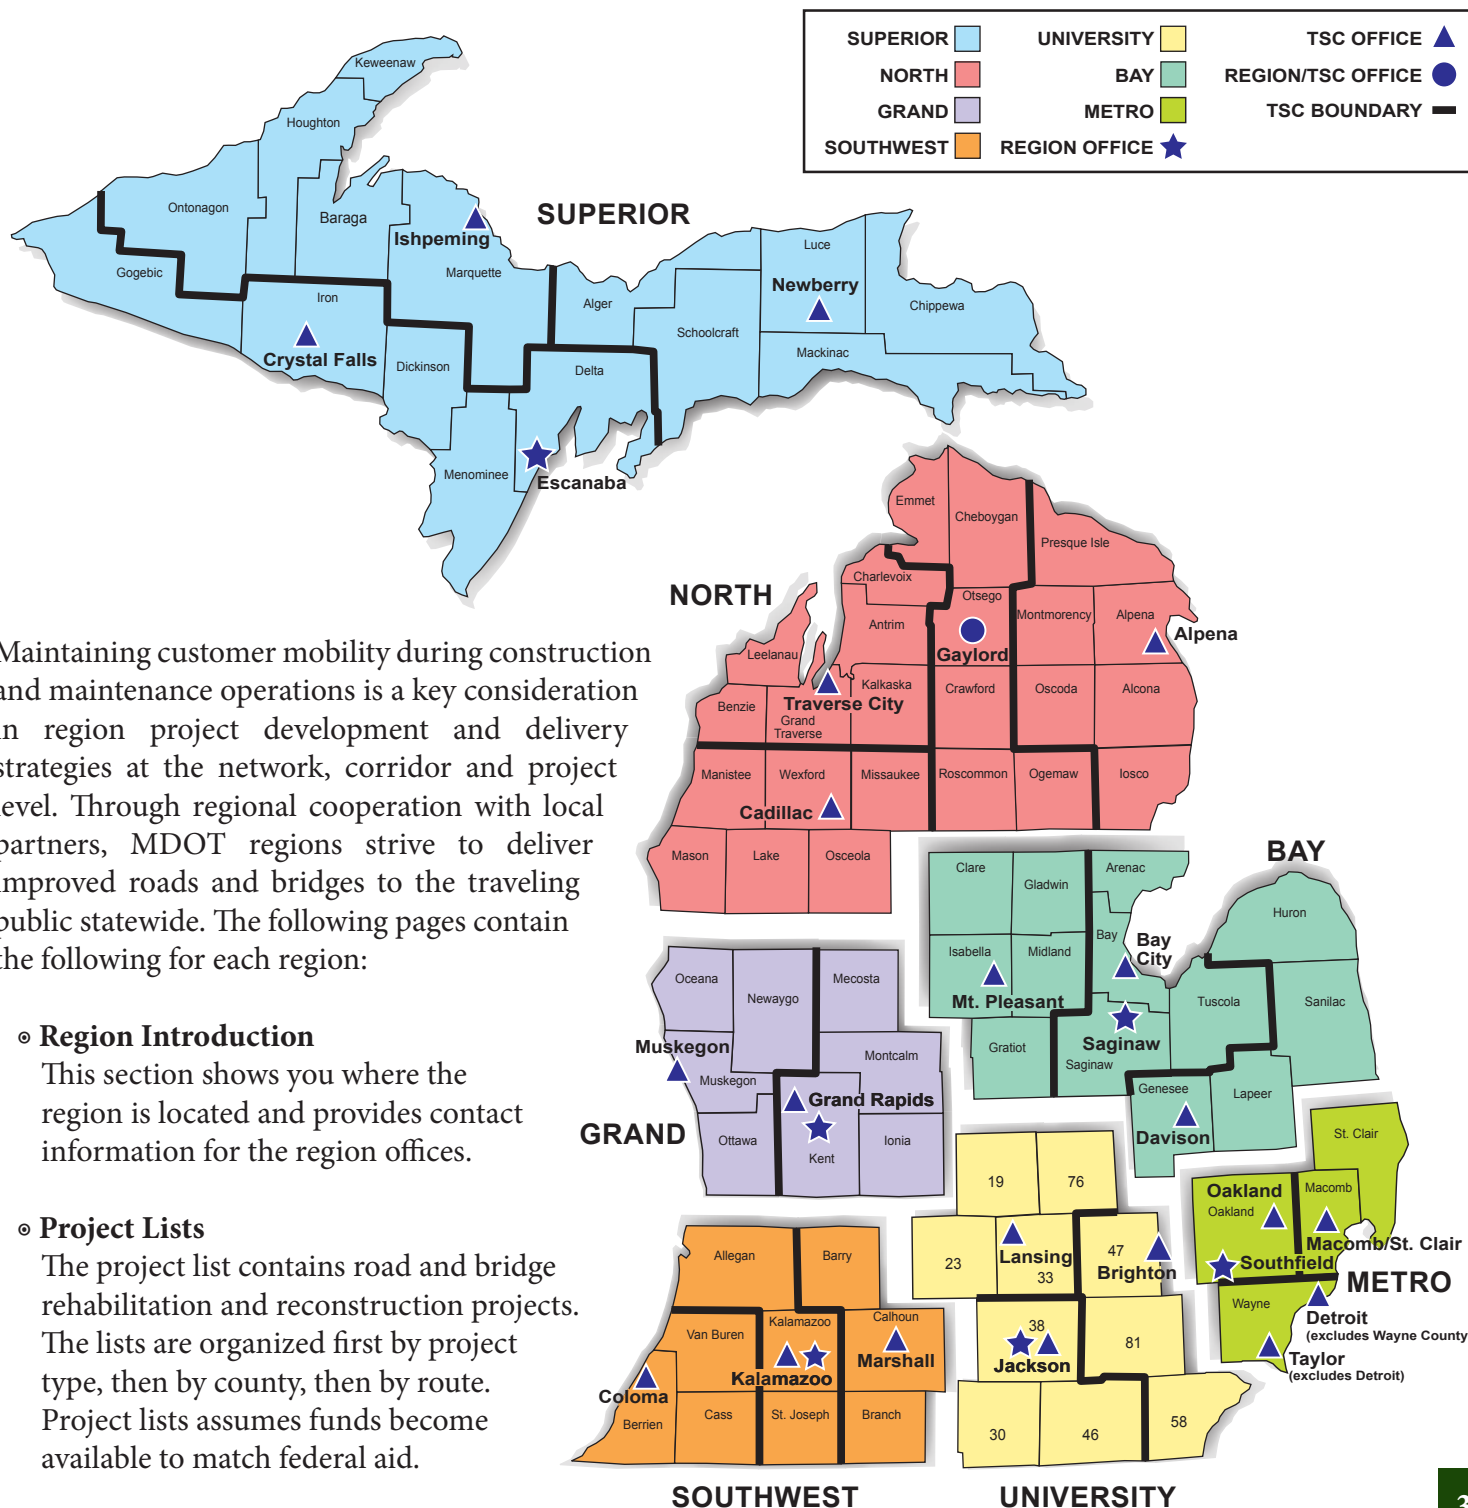 SUPERIOR
NORTH
GRAND
SOUTHWEST
UNIVERSITY
BAY
METRO
REGION OFFICE
TSC OFFICE
REGION/TSC OFFICE
TSC BOUNDARY
Keweenaw
Houghton
Ontonagon
Baraga
Gogebic
Ishpeming
Marquette
SUPERIOR
Iron
Crystal Falls
Dickinson
Alger
Delta
Schoolcraft
Luce
Newberry
Chippewa
Mackinac
Menominee
Escanaba
NORTH
Emmet
Cheboygan
Presque Isle
Charlevoix
Otsego
Antrim
Gaylord
Montmorency
Alpena
Alpena
Leelanau
Kalkaska
Traverse City
Benzie
Grand
Traverse
Crawford
Oscoda
Alcona
Manistee
Wexford
Missaukee
Roscommon
Ogemaw
Iosco
Cadillac
Mason
Lake
Osceola
Maintaining customer mobility during construction
and maintenance operations is a key consideration
in region project development and delivery
strategies at the network, corridor and project
level. Through regional cooperation with local
partners, MDOT regions strive to deliver
improved roads and bridges to the traveling
public statewide. The following pages contain
the following for each region:
BAY
Clare
Gladwin
Arenac
Huron
Isabella
Midland
Bay
Bay
City
Mt. Pleasant
Tuscola
Sanilac
Gratiot
Saginaw
Saginaw
Genesee
Lapeer
Davison
Oceana
Newaygo
Mecosta
Muskegon
Muskegon
Montcalm
Grand Rapids
GRAND
Ottawa
Kent
Ionia
⊙ Region Introduction
This section shows you where the
region is located and provides contact
information for the region offices.
⊙ Project Lists
The project list contains road and bridge
rehabilitation and reconstruction projects.
The lists are organized first by project
type, then by county, then by route.
Project lists assumes funds become
available to match federal aid.
St. Clair
Oakland
Oakland
Macomb
Macomb/St. Clair
Southfield
METRO
Wayne
Detroit
(excludes Wayne County
Taylor
(excludes Detroit)
19
76
23
Lansing
33
47
Brighton
38
Jackson
81
30
46
58
UNIVERSITY
Allegan
Barry
Van Buren
Kalamazoo
Calhoun
Kalamazoo
Marshall
Coloma
Berrien
Cass
St. Joseph
Branch
SOUTHWEST